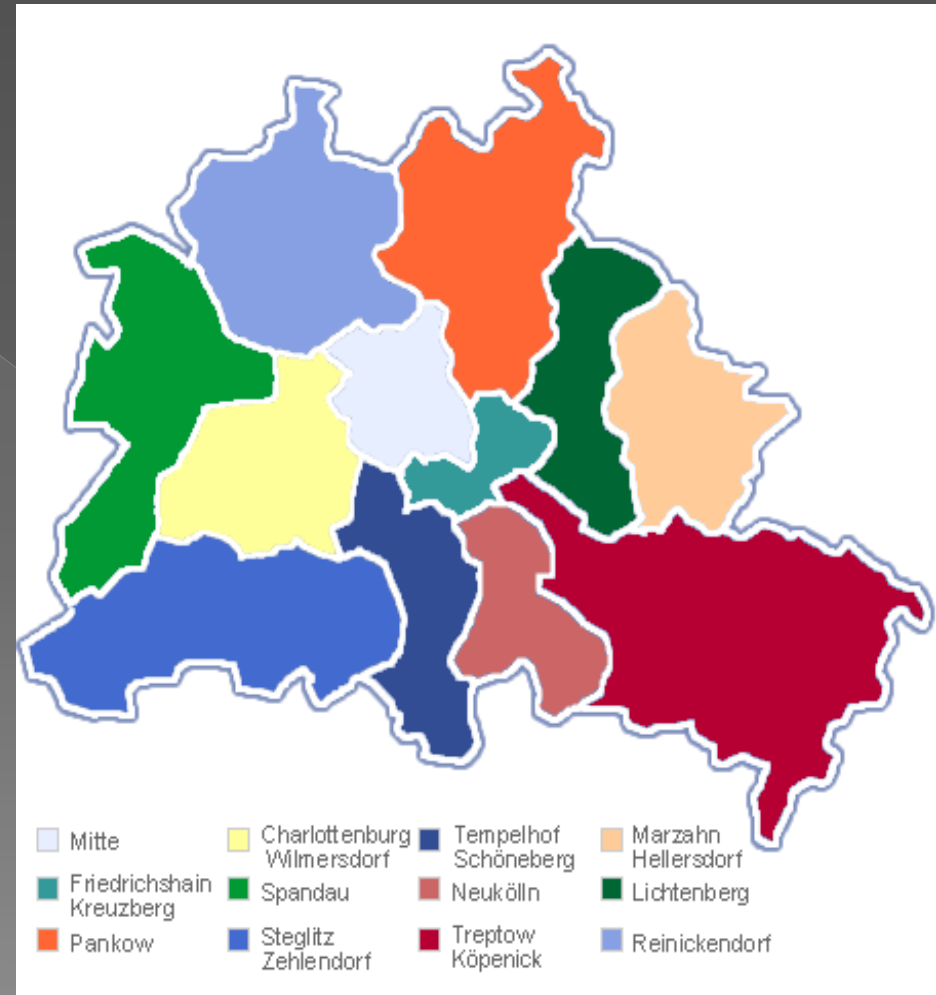 Mitte
Friedrichshain
Kreuzberg
Pankow
Charlottenburg
Wilmersdorf
Spandau
Steglitz
Zehlendorf
Tempelhof
Schöneberg
Neukölln
Treptow
Köpenick
Marzahn
Hellersdorf
Lichtenberg
Reinickendorf